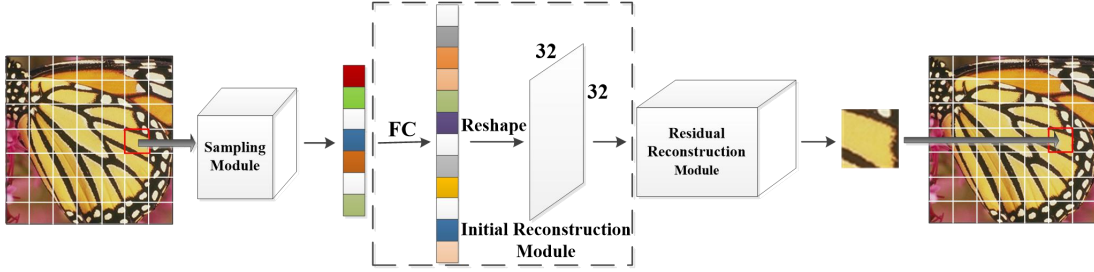 Sampling
Module
FC
Reshape
32
32
Initial Reconstruction
Module
Residual
Reconstruction
Module